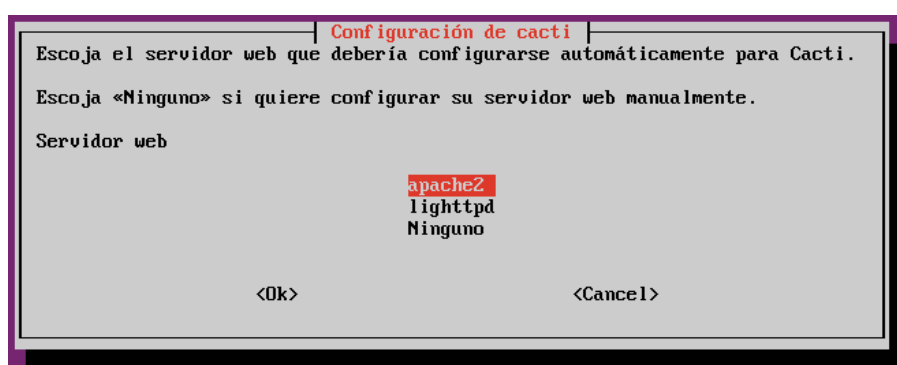 Configuración de cacti
Escoja el servidor web que debería configurarse automáticamente para Cacti.
Escoja «Ninguno» si quiere configurar su servidor web manualmente.
Servidor web
apache2
lighttpd
Ninguno
<Ok> <Cancel>